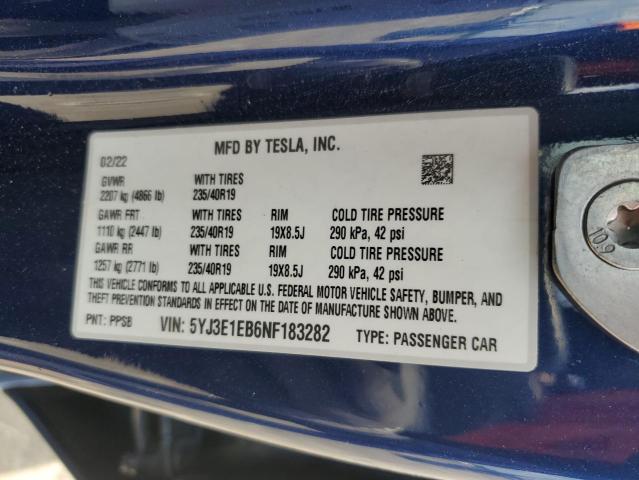 MFD BY TESLA, INC.
02/22
GVWR WITH TIRES
2207 kg (4866 lb) 235/40R19
GAWR FRT WITH TIRES RIM COLD TIRE PRESSURE
1110 kg (2447 lb) 235/40R19 19X8.5J 290 kPa, 42 psi
GAWR RR WITH TIRES RIM COLD TIRE PRESSURE
1257 kg (2771 lb) 235/40R19 19X8.5J 290 kPa, 42 psi
THIS VEHICLE CONFORMS TO ALL APPLICABLE U.S. FEDERAL MOTOR VEHICLE SAFETY, BUMPER, AND
THEFT PREVENTION STANDARDS IN EFFECT ON THE DATE OF MANUFACTURE SHOWN ABOVE.
PNT: PPSB VIN: 5YJ3E1EB6NF183282 TYPE: PASSENGER CAR
10.9